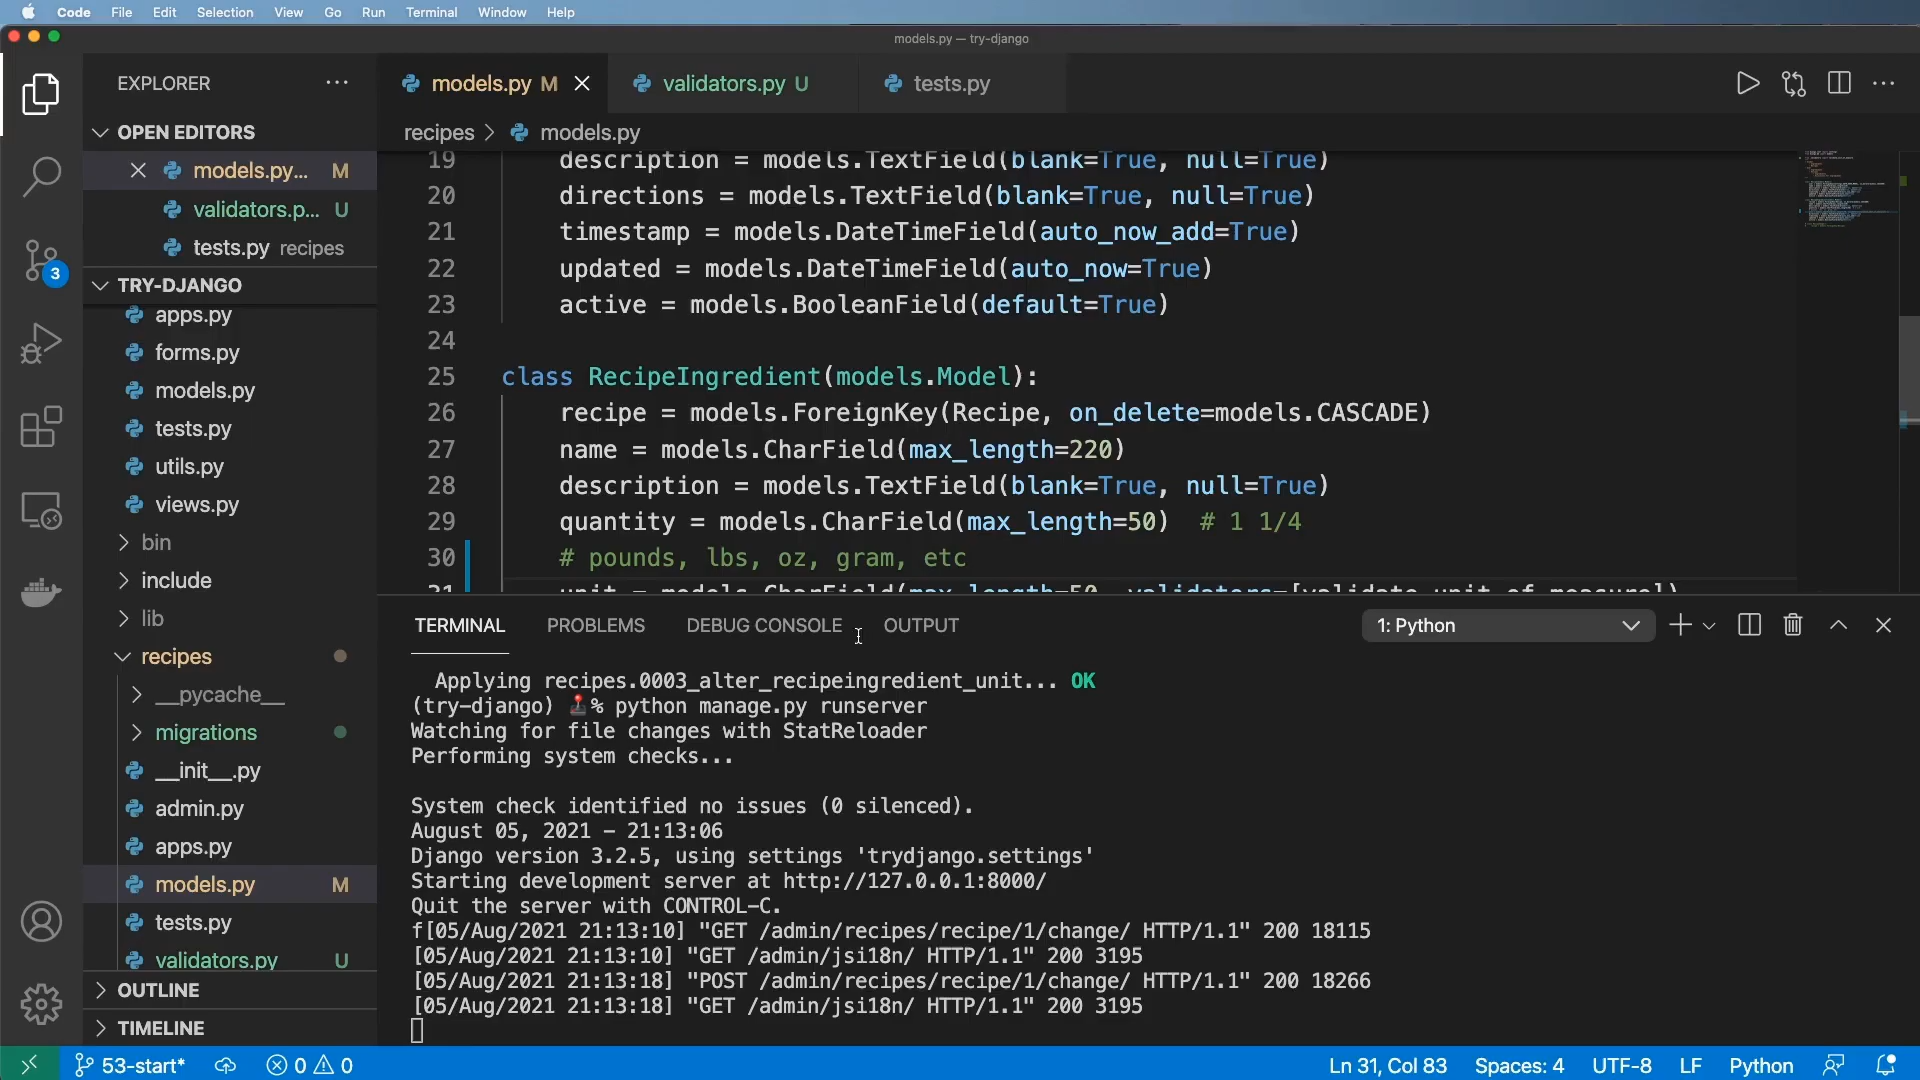 Code File Edit Selection View Go Run Terminal Window Help
models.py — try-django
EXPLORER
OPEN EDITORS
models.py... M
validators.p... U
tests.py recipes
TRY-DJANGO
apps.py
forms.py
models.py
tests.py
utils.py
views.py
bin
include
lib
recipes
__pycache__
migrations
__init__.py
admin.py
apps.py
models.py M
tests.py
validators.py U
OUTLINE
TIMELINE
3
models.py M validators.py U tests.py
recipes > models.py
19 description = models.TextField(blank=True, null=True)
20 directions = models.TextField(blank=True, null=True)
21 timestamp = models.DateTimeField(auto_now_add=True)
22 updated = models.DateTimeField(auto_now=True)
23 active = models.BooleanField(default=True)
24
25 class RecipeIngredient(models.Model):
26 recipe = models.ForeignKey(Recipe, on_delete=models.CASCADE)
27 name = models.CharField(max_length=220)
28 description = models.TextField(blank=True, null=True)
29 quantity = models.CharField(max_length=50) # 1 1/4
30 # pounds, lbs, oz, gram, etc
31 unit = models.CharField(max_length=50, validators=[validate_unit_of_measure])
TERMINAL PROBLEMS DEBUG CONSOLE OUTPUT 1: Python
Applying recipes.0003_alter_recipeingredient_unit... OK
(try-django) 🕹% python manage.py runserver
Watching for file changes with StatReloader
Performing system checks...
System check identified no issues (0 silenced).
August 05, 2021 - 21:13:06
Django version 3.2.5, using settings 'trydjango.settings'
Starting development server at http://127.0.0.1:8000/
Quit the server with CONTROL-C.
f[05/Aug/2021 21:13:10] "GET /admin/recipes/recipe/1/change/ HTTP/1.1" 200 18115
[05/Aug/2021 21:13:10] "GET /admin/jsi18n/ HTTP/1.1" 200 3195
[05/Aug/2021 21:13:18] "POST /admin/recipes/recipe/1/change/ HTTP/1.1" 200 18266
[05/Aug/2021 21:13:18] "GET /admin/jsi18n/ HTTP/1.1" 200 3195
53-start* 0 0 Ln 31, Col 83 Spaces: 4 UTF-8 LF Python